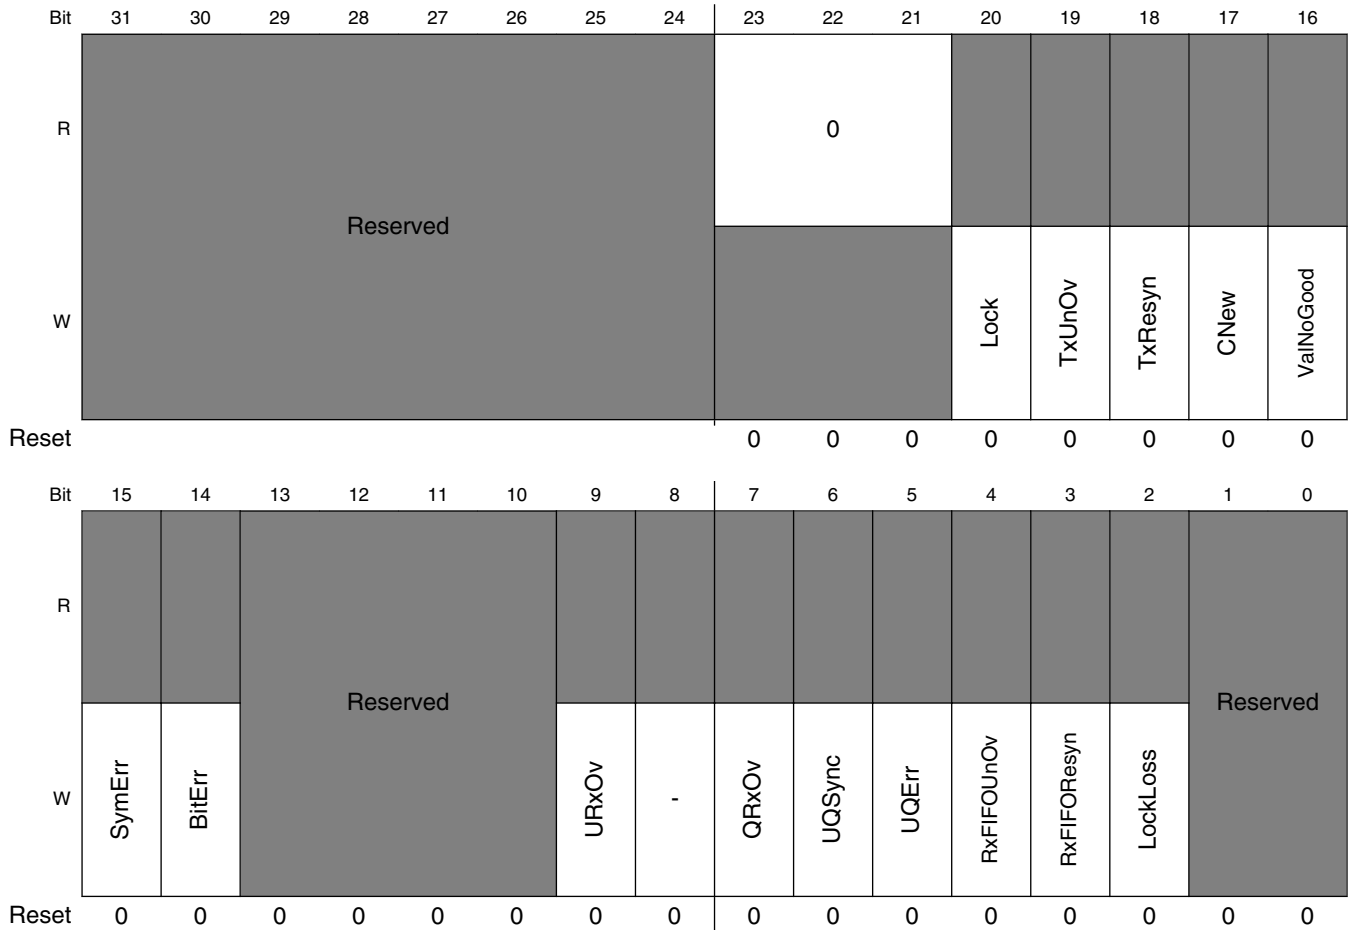 Bit 31 30 29 28 27 26 25 24 23 22 21 20 19 18 17 16
R 0
Reserved
W Lock TxUnOv TxResyn CNew ValNoGood
Reset 0 0 0 0 0 0 0 0
Bit 15 14 13 12 11 10 9 8 7 6 5 4 3 2 1 0
R
Reserved Reserved
W SymErr BitErr URxOv - QRxOv UQSync UQErr RxFIFOUnOv RxFIFOResyn LockLoss
Reset 0 0 0 0 0 0 0 0 0 0 0 0 0 0 0 0